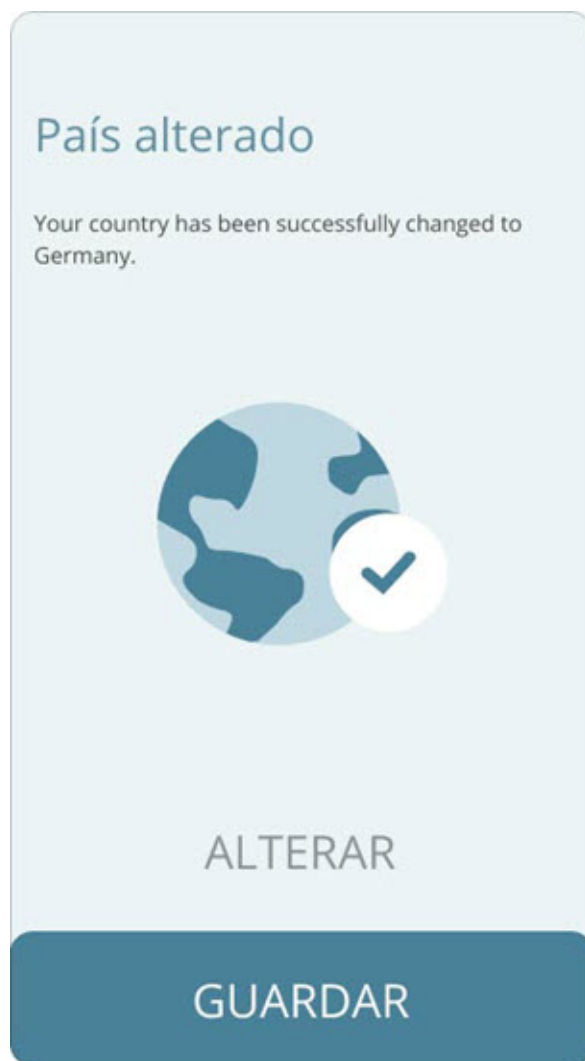 País alterado
Your country has been successfully changed to
Germany.
ALTERAR
GUARDAR